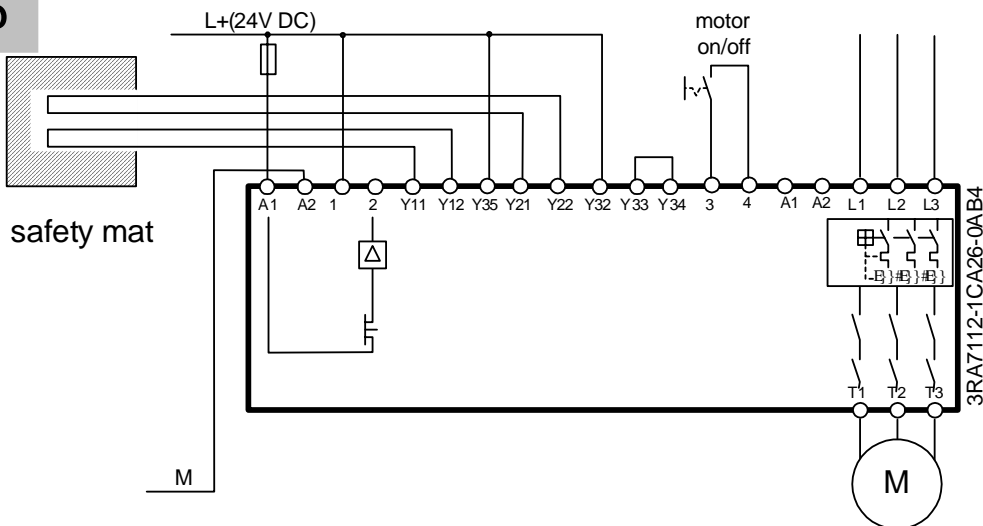 L+(24V DC)
motor
on/off
safety mat
A1 A2 1 2 Y11 Y12 Y35 Y21 Y22 Y32 Y33 Y34 3 4 A1 A2 L1 L2 L3
T1 T2 T3
3RA7112-1CA26-0AB4
M
M